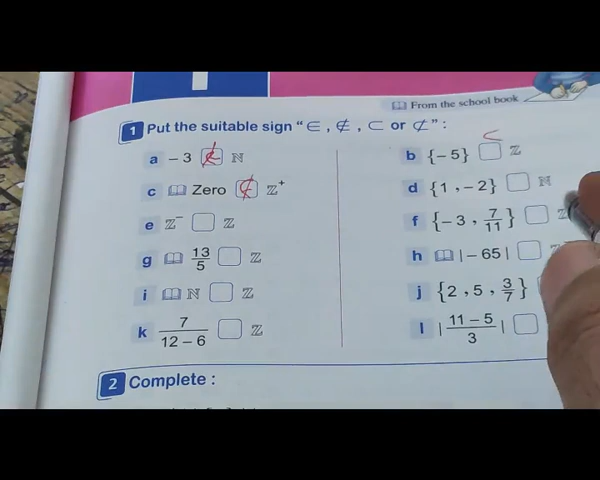 From the school book
1 Put the suitable sign "∈ , ∉ , ⊂ or ⊄" :
a − 3 ∉ ℕ
b {− 5} ⊂ ℤ
c Zero ∉ ℤ⁺
d {1 , − 2} ℕ
e ℤ⁻ ℤ
f {− 3 , 7/11}
g 13/5 ℤ
h | − 65 |
i ℕ ℤ
j {2 , 5 , 3/7}
k 7/(12 − 6) ℤ
l | (11 − 5)/3 |
2 Complete :